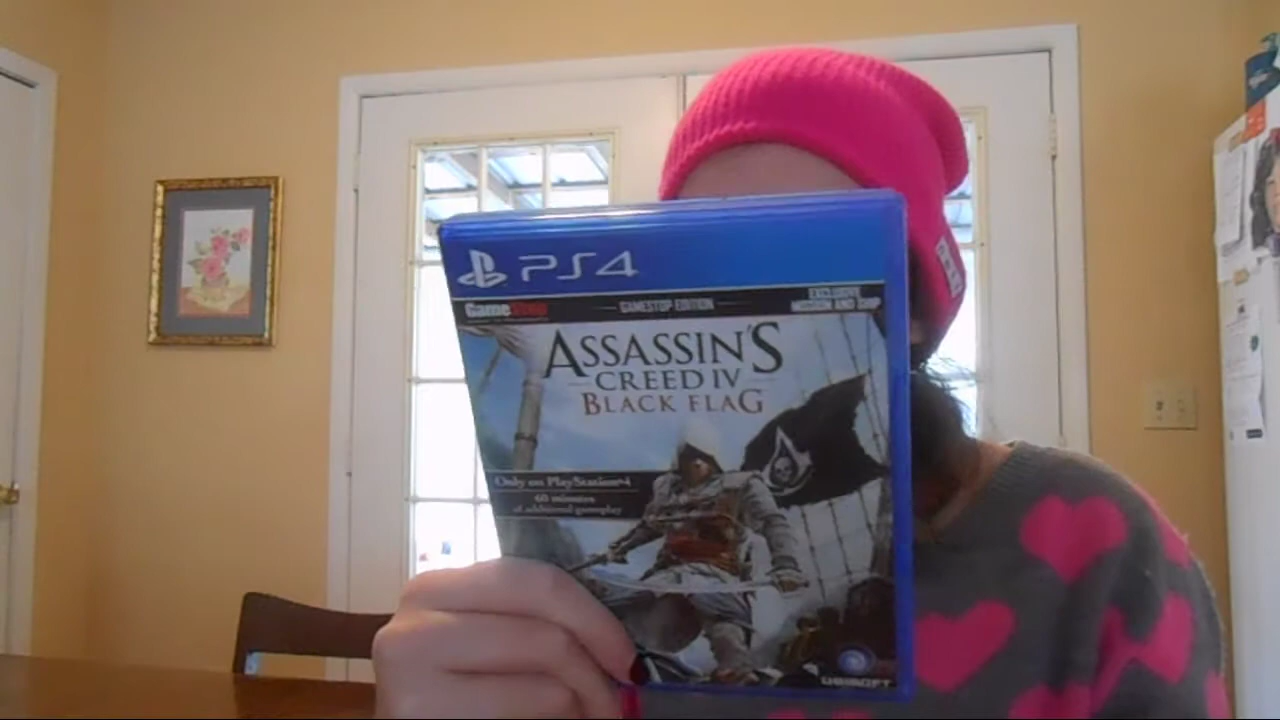 PS4
GameStop
GAMESTOP EDITION
EXCLUSIVE
MISSION AND SHIP
ASSASSIN'S
CREED IV
BLACK FLAG
Only on PlayStation®4
60 minutes
of additional gameplay
UBISOFT